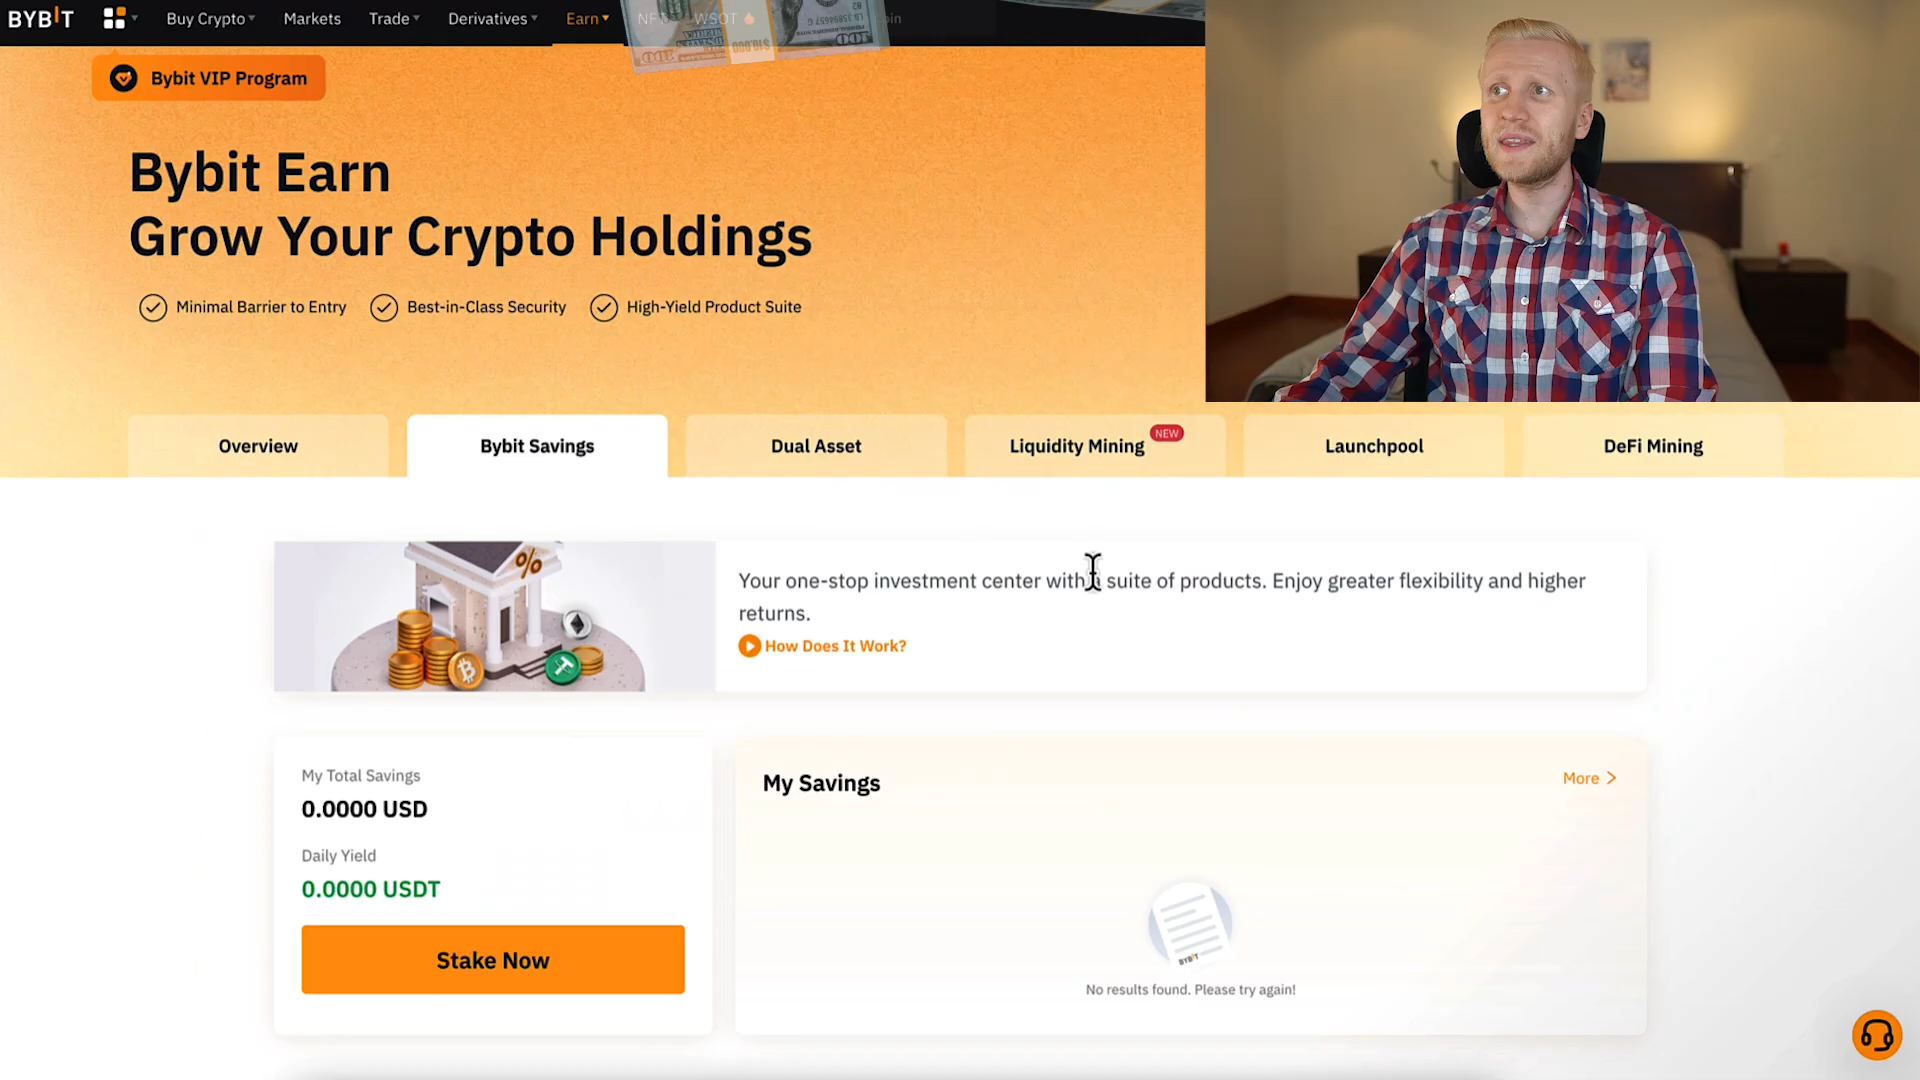 BYBIT
Buy Crypto
Markets
Trade
Derivatives
Earn
WSOT
Bybit VIP Program
Bybit Earn
Grow Your Crypto Holdings
Minimal Barrier to Entry
Best-in-Class Security
High-Yield Product Suite
Overview
Bybit Savings
Dual Asset
Liquidity Mining
NEW
Launchpool
DeFi Mining
%
Your one-stop investment center with suite of products. Enjoy greater flexibility and higher
returns.
How Does It Work?
My Total Savings
0.0000 USD
Daily Yield
0.0000 USDT
Stake Now
My Savings
More
BYBIT
No results found. Please try again!